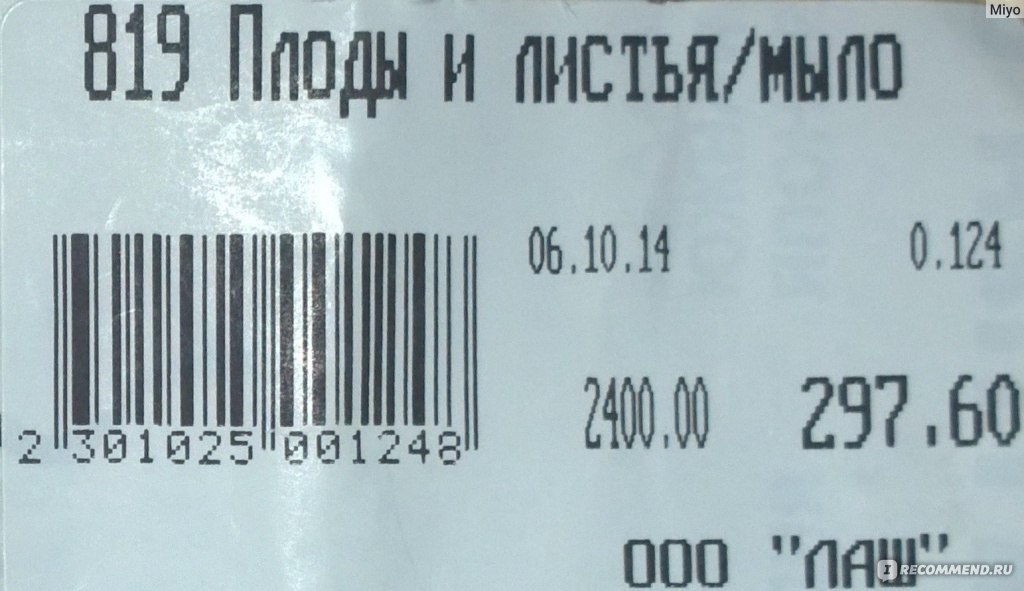 Miyo
819 Плоды и листья/мыло
06.10.14 0.124
2400.00 297.60
2 301025 001248
ООО "ЛАШ"
RECOMMEND.RU